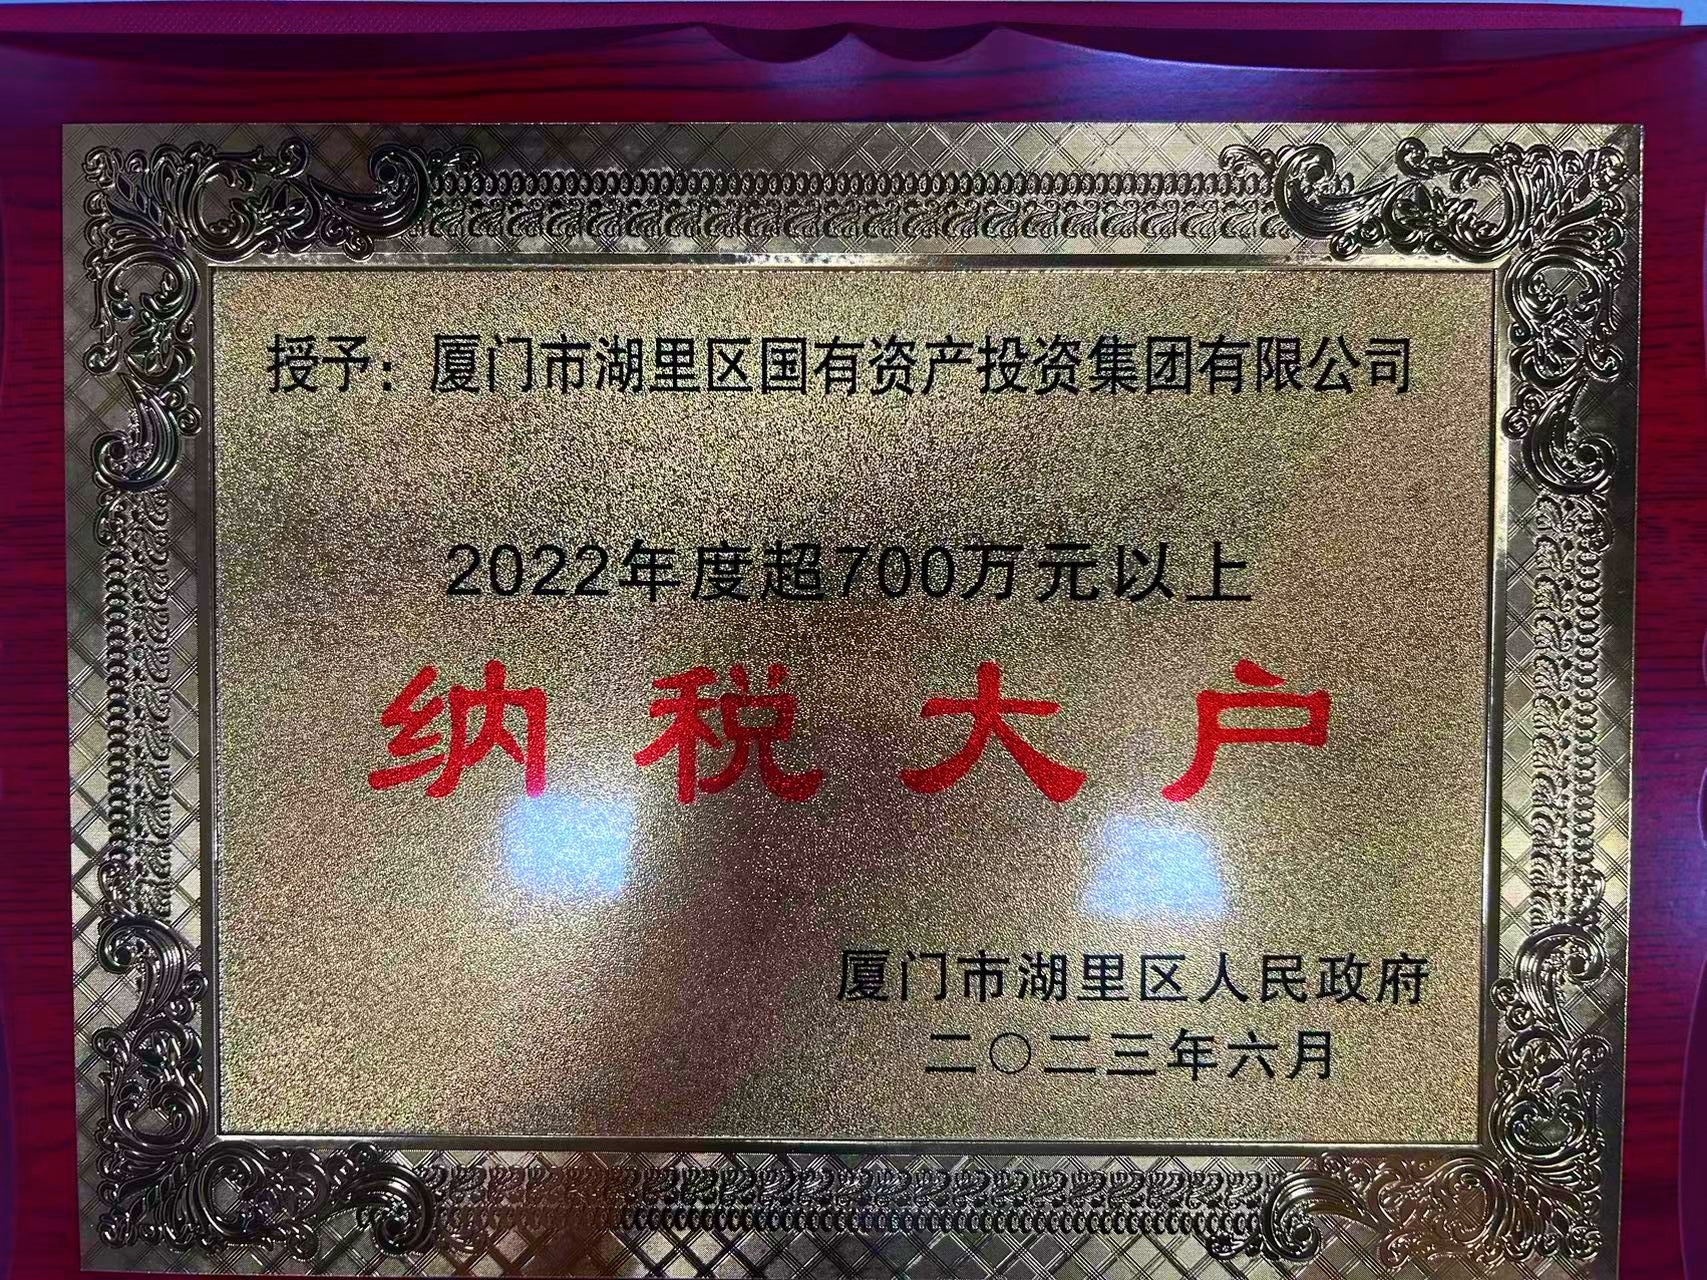 授予：厦门市湖里区国有资产投资集团有限公司
2022年度超700万元以上
纳税大户
厦门市湖里区人民政府
二〇二三年六月